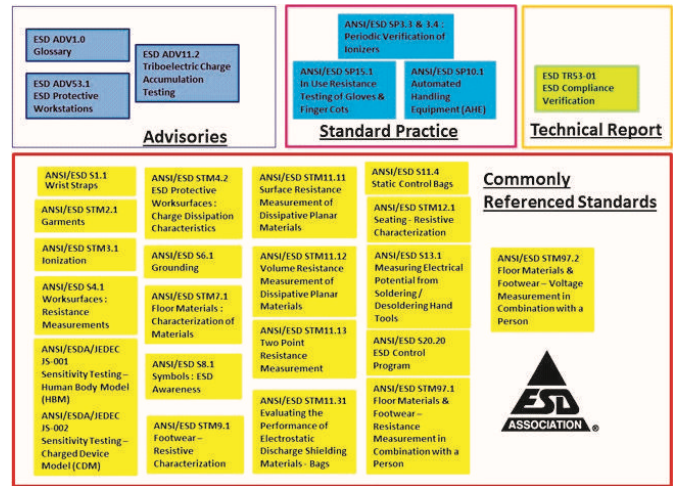 ESD ADV1.0
Glossary
ESD ADV53.1
ESD Protective
Workstations
ESD ADV11.2
Triboelectric Charge
Accumulation
Testing
Advisories
ANSI/ESD SP3.3 & 3.4 :
Periodic Verification of
Ionizers
ANSI/ESD SP15.1
In Use Resistance
Testing of Gloves &
Finger Cots
ANSI/ESD SP10.1
Automated
Handling
Equipment (AHE)
Standard Practice
ESD TR53-01
ESD Compliance
Verification
Technical Report
ANSI/ESD S1.1
Wrist Straps
ANSI/ESD STM2.1
Garments
ANSI/ESD STM3.1
Ionization
ANSI/ESD S4.1
Worksurfaces :
Resistance
Measurements
ANSI/ESDA/JEDEC
JS-001
Sensitivity Testing –
Human Body Model
(HBM)
ANSI/ESDA/JEDEC
JS-002
Sensitivity Testing –
Charged Device
Model (CDM)
ANSI/ESD STM4.2
ESD Protective
Worksurfaces :
Charge Dissipation
Characteristics
ANSI/ESD S6.1
Grounding
ANSI/ESD STM7.1
Floor Materials :
Characterization of
Materials
ANSI/ESD S8.1
Symbols : ESD
Awareness
ANSI/ESD STM9.1
Footwear –
Resistive
Characterization
ANSI/ESD STM11.11
Surface Resistance
Measurement of
Dissipative Planar
Materials
ANSI/ESD STM11.12
Volume Resistance
Measurement of
Dissipative Planar
Materials
ANSI/ESD STM11.13
Two Point
Resistance
Measurement
ANSI/ESD STM11.31
Evaluating the
Performance of
Electrostatic
Discharge Shielding
Materials - Bags
ANSI/ESD S11.4
Static Control Bags
ANSI/ESD STM12.1
Seating - Resistive
Characterization
ANSI/ESD S13.1
Measuring Electrical
Potential from
Soldering /
Desoldering Hand
Tools
ANSI/ESD S20.20
ESD Control
Program
ANSI/ESD STM97.1
Floor Materials &
Footwear –
Resistance
Measurement in
Combination with a
Person
Commonly
Referenced Standards
ANSI/ESD STM97.2
Floor Materials &
Footwear – Voltage
Measurement in
Combination with a
Person
ESD
ASSOCIATION
®